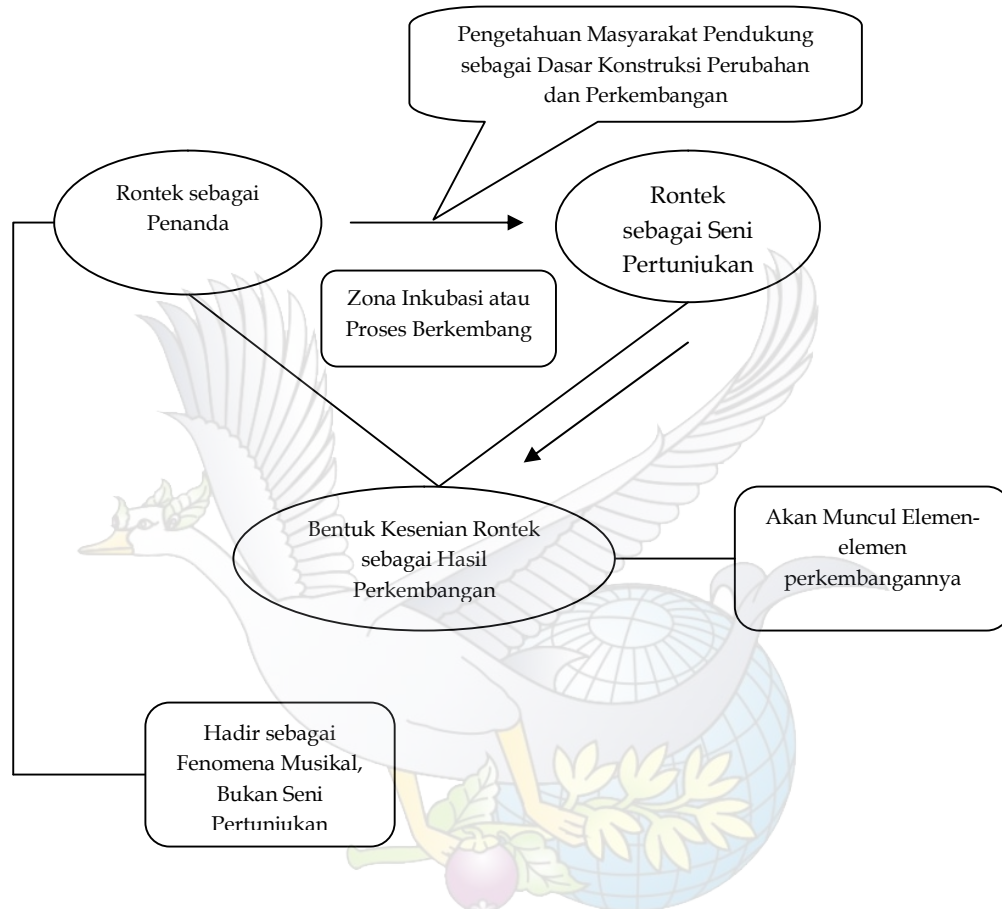 Pengetahuan Masyarakat Pendukung
sebagai Dasar Konstruksi Perubahan
dan Perkembangan
Rontek sebagai
Penanda
Rontek
sebagai Seni
Pertunjukan
Zona Inkubasi atau
Proses Berkembang
Bentuk Kesenian Rontek
sebagai Hasil
Perkembangan
Akan Muncul Elemen-
elemen
perkembangannya
Hadir sebagai
Fenomena Musikal,
Bukan Seni
Pertunjukan